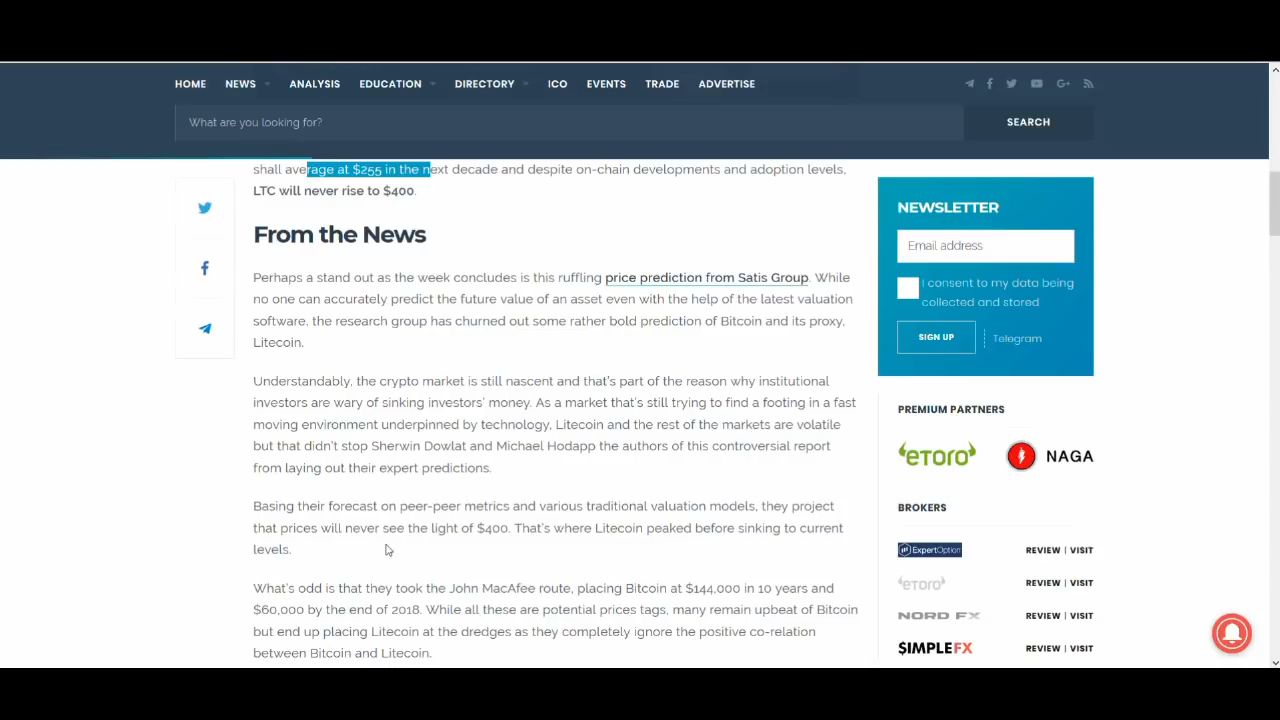 HOME NEWS ANALYSIS EDUCATION DIRECTORY ICO EVENTS TRADE ADVERTISE
What are you looking for?
SEARCH
shall average at $255 in the next decade and despite on-chain developments and adoption levels,
LTC will never rise to $400.
From the News
Perhaps a stand out as the week concludes is this ruffling price prediction from Satis Group. While
no one can accurately predict the future value of an asset even with the help of the latest valuation
software, the research group has churned out some rather bold prediction of Bitcoin and its proxy,
Litecoin.
Understandably, the crypto market is still nascent and that's part of the reason why institutional
investors are wary of sinking investors' money. As a market that's still trying to find a footing in a fast
moving environment underpinned by technology, Litecoin and the rest of the markets are volatile
but that didn't stop Sherwin Dowlat and Michael Hodapp the authors of this controversial report
from laying out their expert predictions.
Basing their forecast on peer-peer metrics and various traditional valuation models, they project
that prices will never see the light of $400. That's where Litecoin peaked before sinking to current
levels.
What's odd is that they took the John MacAfee route, placing Bitcoin at $144,000 in 10 years and
$60,000 by the end of 2018. While all these are potential prices tags, many remain upbeat of Bitcoin
but end up placing Litecoin at the dredges as they completely ignore the positive co-relation
between Bitcoin and Litecoin.
NEWSLETTER
Email address
I consent to my data being
collected and stored
SIGN UP
Telegram
PREMIUM PARTNERS
eToro
NAGA
BROKERS
ExpertOption REVIEW | VISIT
eToro REVIEW | VISIT
NORD FX REVIEW | VISIT
$IMPLEFX REVIEW | VISIT